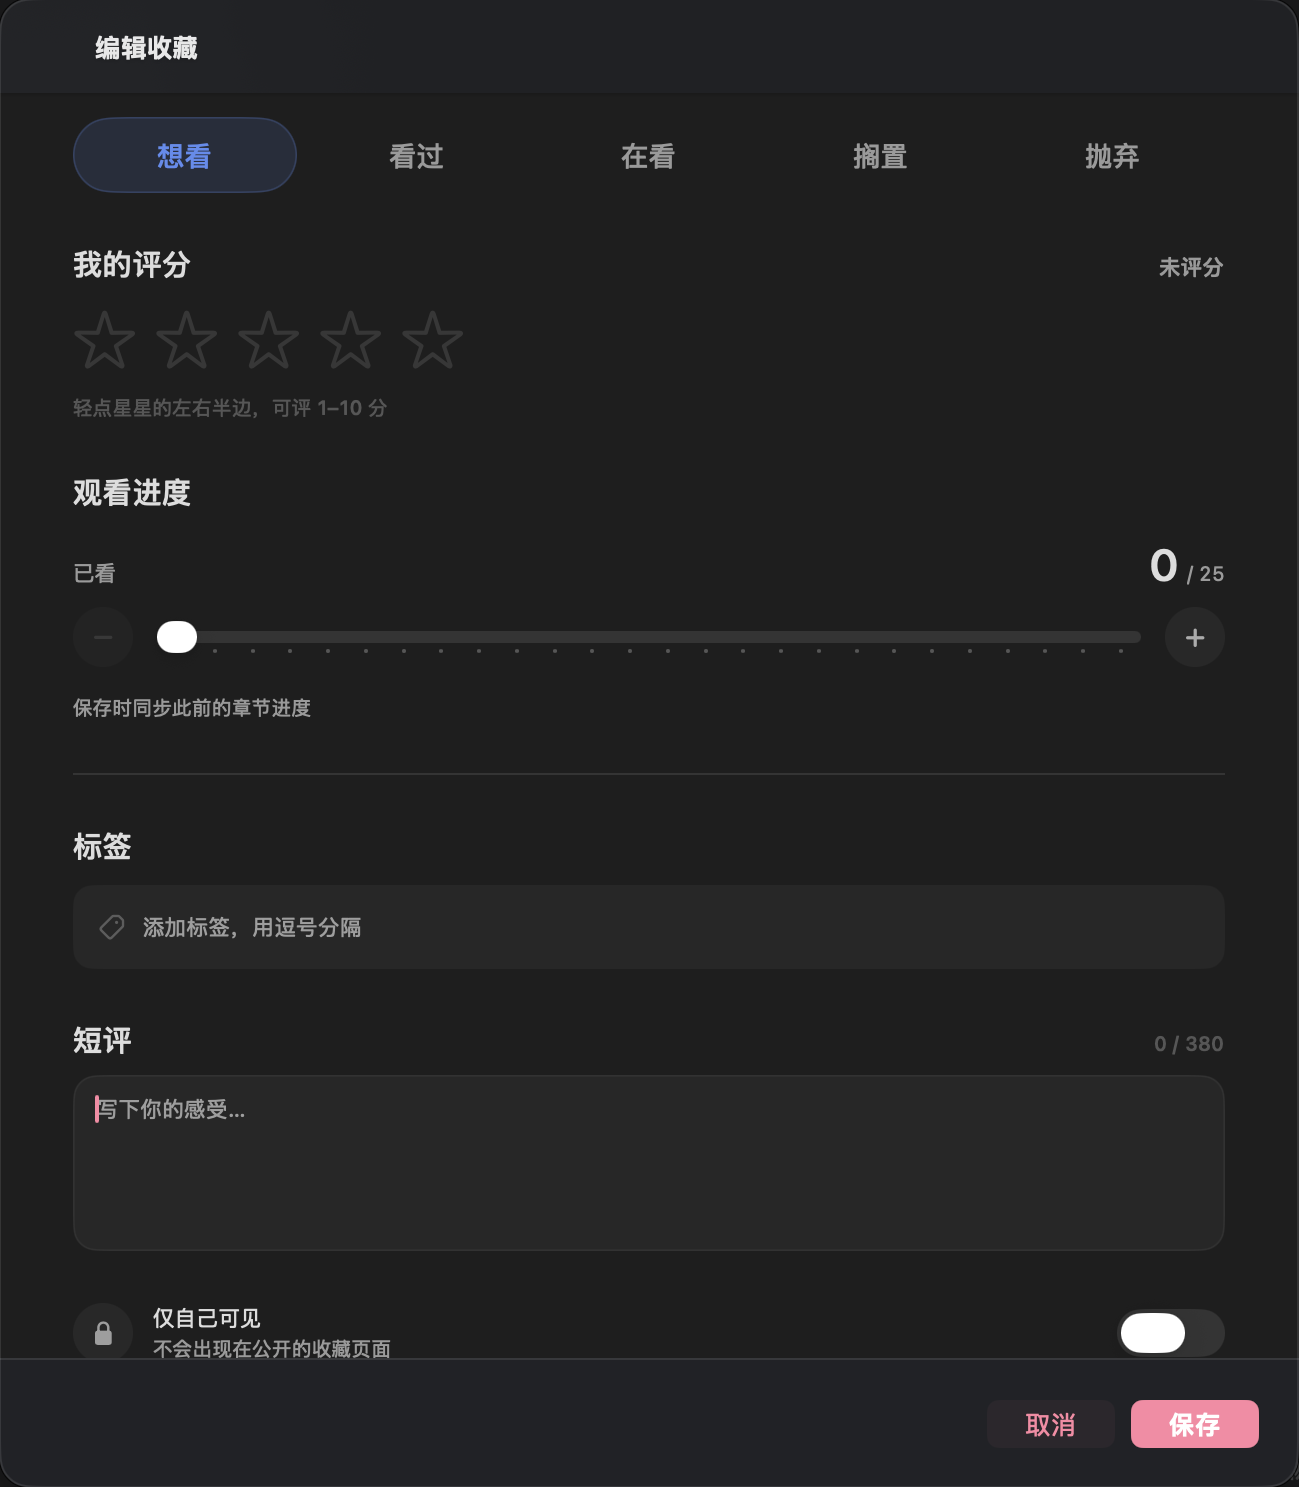 编辑收藏
想看 看过 在看 搁置 抛弃
我的评分 未评分
轻点星星的左右半边，可评 1–10 分
观看进度
已看 0 / 25
保存时同步此前的章节进度
标签
添加标签，用逗号分隔
短评 0 / 380
写下你的感受...
仅自己可见
不会出现在公开的收藏页面
取消 保存